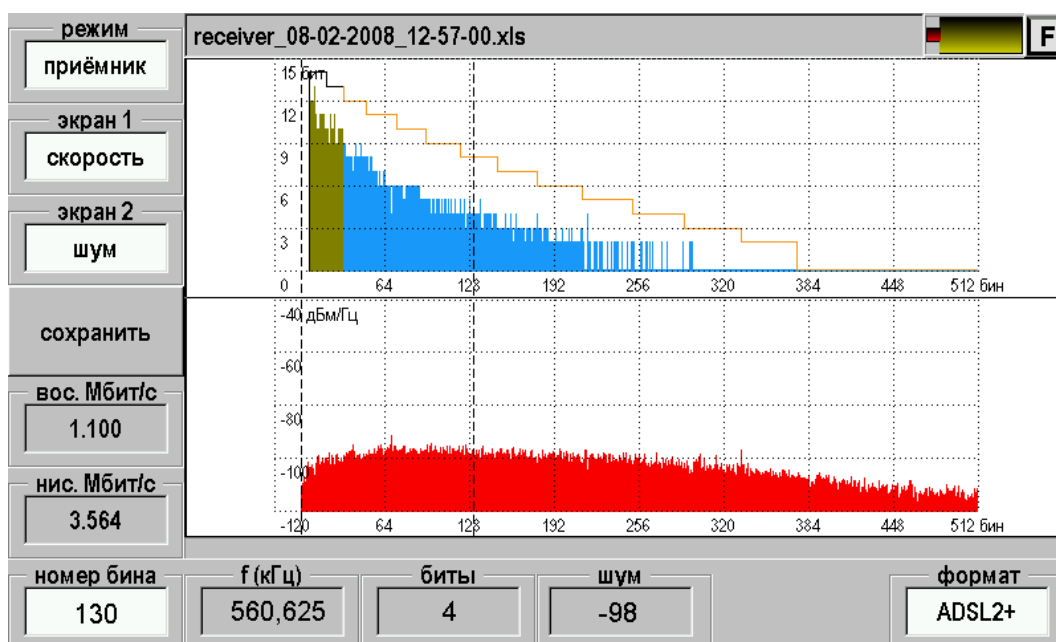 режим
приёмник
экран 1
скорость
экран 2
шум
сохранить
вос. Мбит/с
1.100
нис. Мбит/с
3.564
receiver_08-02-2008_12-57-00.xls
F
15 бит
12
9
6
3
0 64 128 192 256 320 384 448 512 бин
-40 дБм/Гц
-60
-80
-100
-120 64 128 192 256 320 384 448 512 бин
номер бина
130
f (кГц)
560,625
биты
4
шум
-98
формат
ADSL2+